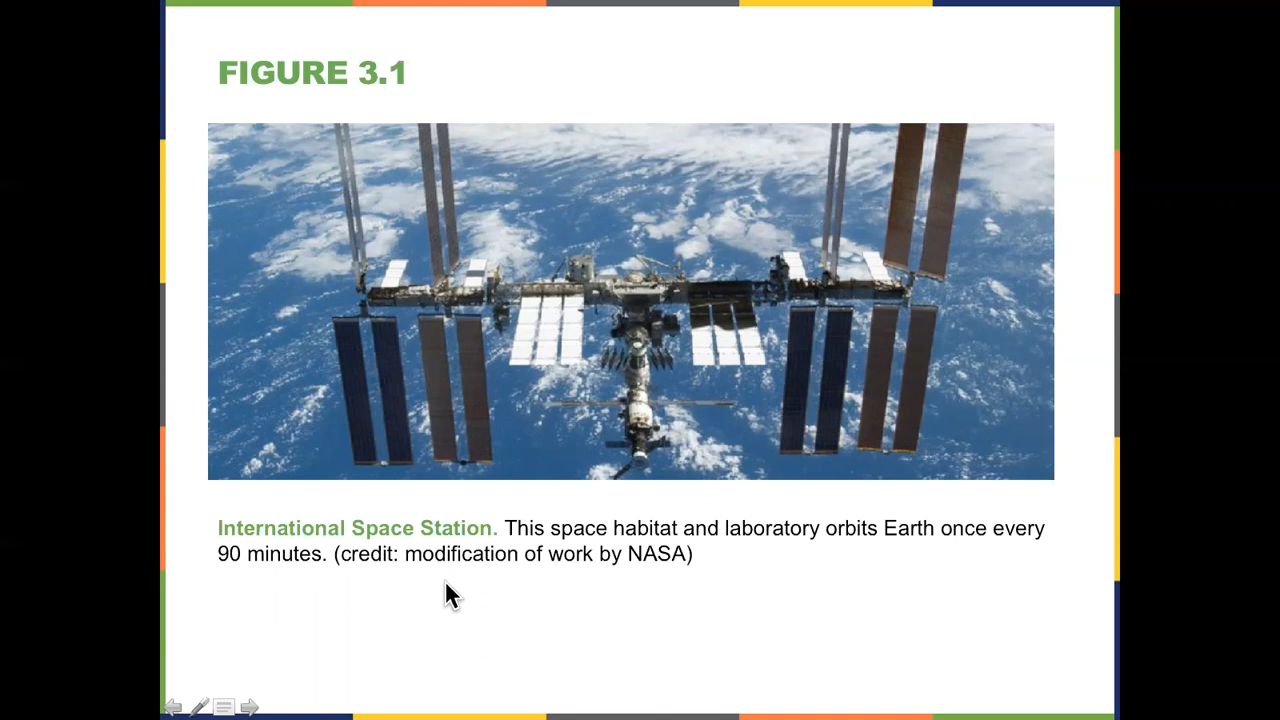 FIGURE 3.1
International Space Station. This space habitat and laboratory orbits Earth once every
90 minutes. (credit: modification of work by NASA)